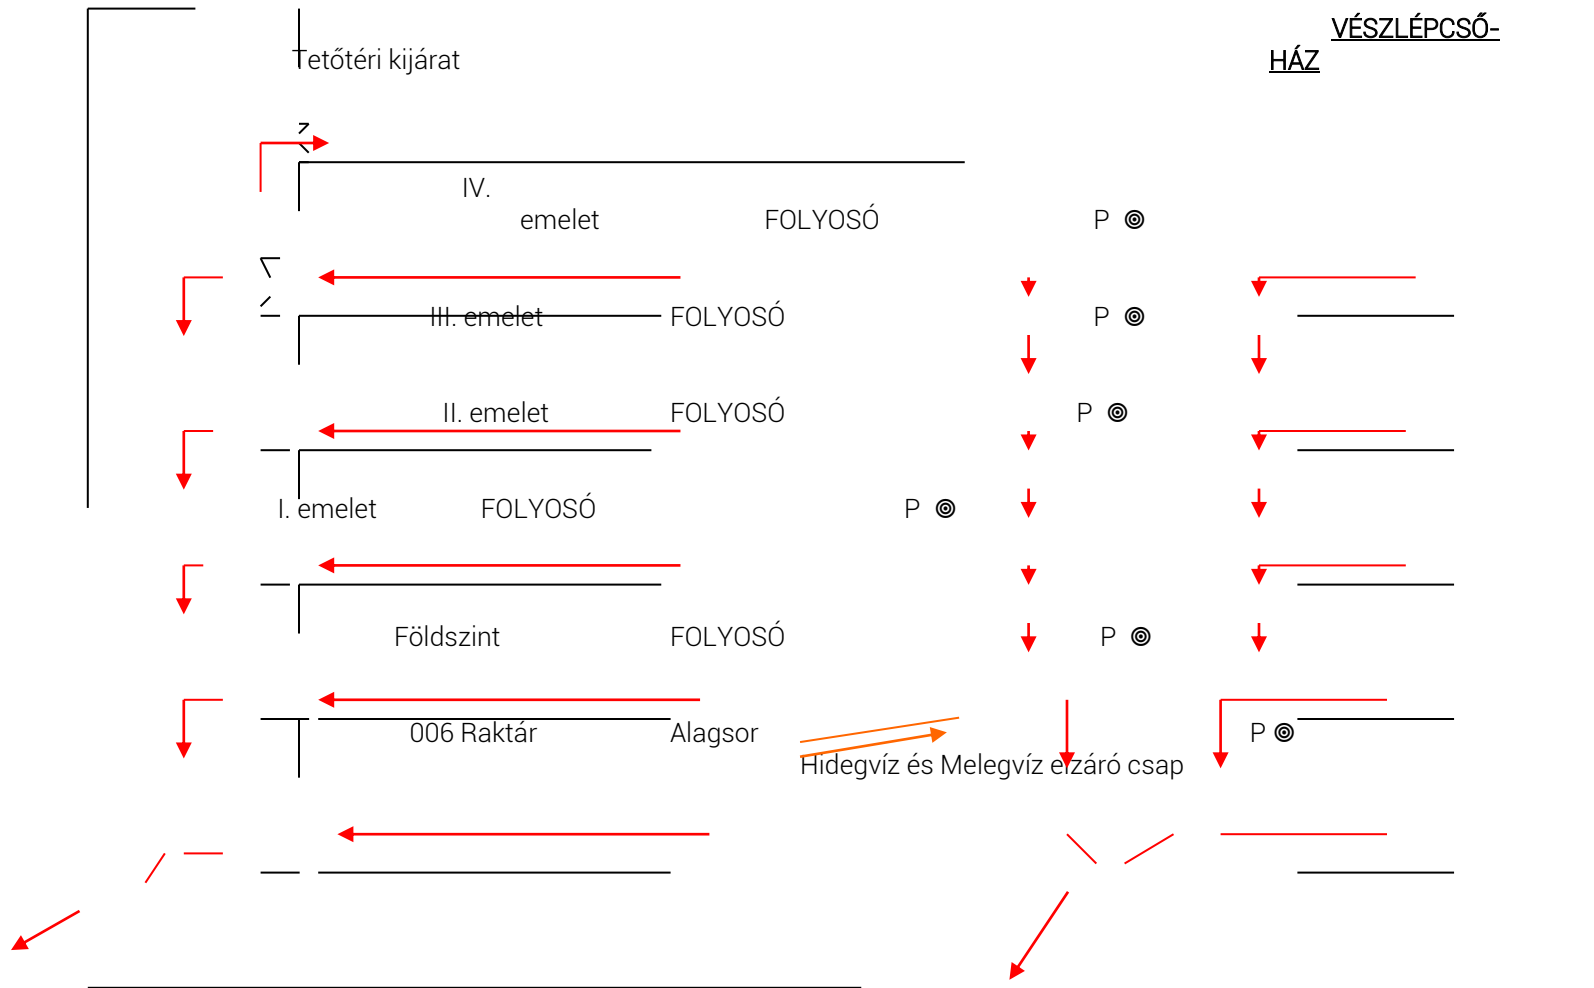 VÉSZLÉPCSŐ-
HÁZ
Tetőtéri kijárat
IV.
emelet FOLYOSÓ P
III. emelet FOLYOSÓ P
II. emelet FOLYOSÓ P
I. emelet FOLYOSÓ P
Földszint FOLYOSÓ P
006 Raktár Alagsor P
Hidegvíz és Melegvíz elzáró csap